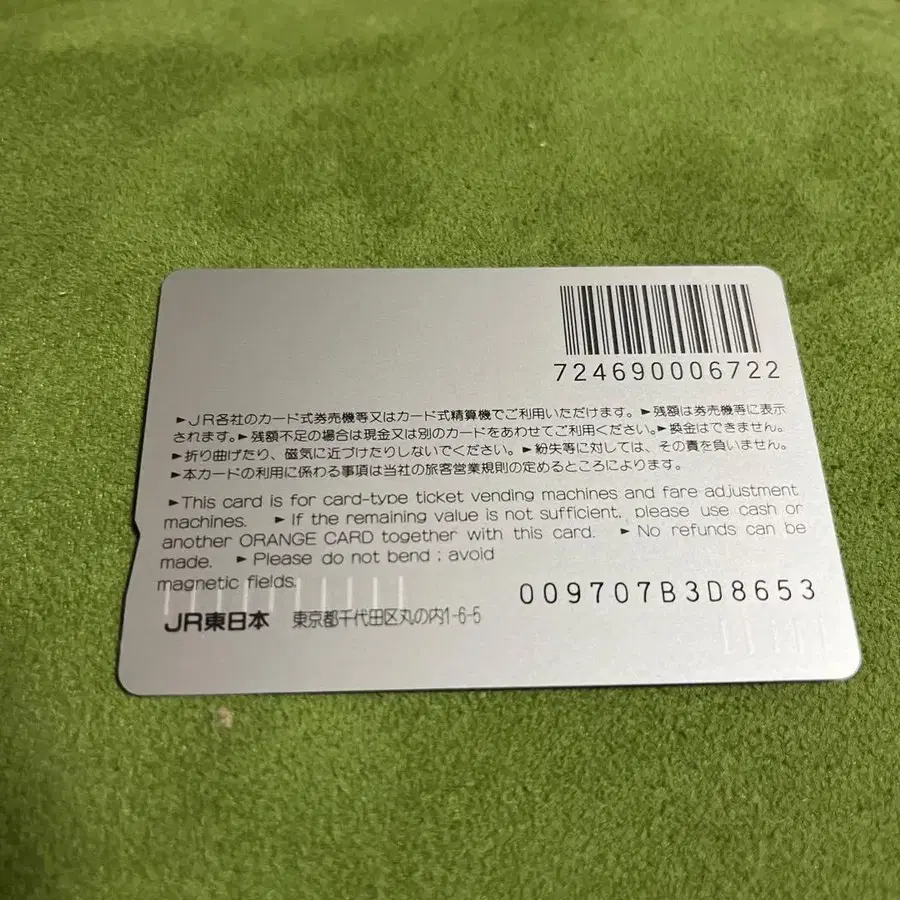 724690006722
►JR各社のカード式券売機等又はカード式精算機でご利用いただけます。►残額は券売機等に表示
されます。►残額不足の場合は現金又は別のカードをあわせてご利用ください。►換金はできません。
►折り曲げたり、磁気に近づけたりしないでください。►紛失等に対しては、その責を負いません。
►本カードの利用に係わる事項は当社の旅客営業規則の定めるところによります。
►This card is for card-type ticket vending machines and fare adjustment
machines. ►If the remaining value is not sufficient, please use cash or
another ORANGE CARD together with this card. ►No refunds can be
made. ►Please do not bend ; avoid
magnetic fields.
009707B3D8653
JR東日本 東京都千代田区丸の内1-6-5